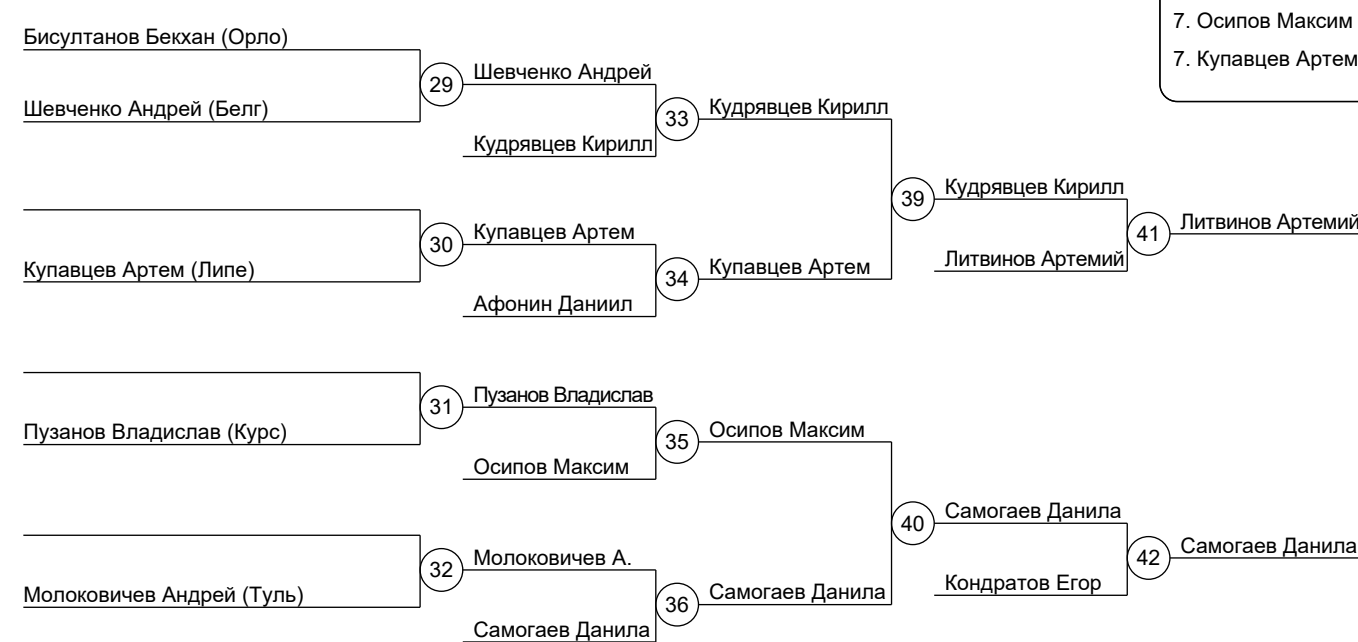 7. Осипов Максим
Бисултанов Бекхан (Орло)
7. Купавцев Артем
29
Шевченко Андрей
Шевченко Андрей (Белг)
33
Кудрявцев Кирилл
Кудрявцев Кирилл
39
Кудрявцев Кирилл
41
Литвинов Артемий
30
Купавцев Артем
Литвинов Артемий
Купавцев Артем (Липе)
34
Купавцев Артем
Афонин Даниил
31
Пузанов Владислав
Пузанов Владислав (Курс)
35
Осипов Максим
Осипов Максим
40
Самогаев Данила
42
Самогаев Данила
32
Молоковичев А.
Кондратов Егор
Молоковичев Андрей (Туль)
36
Самогаев Данила
Самогаев Данила